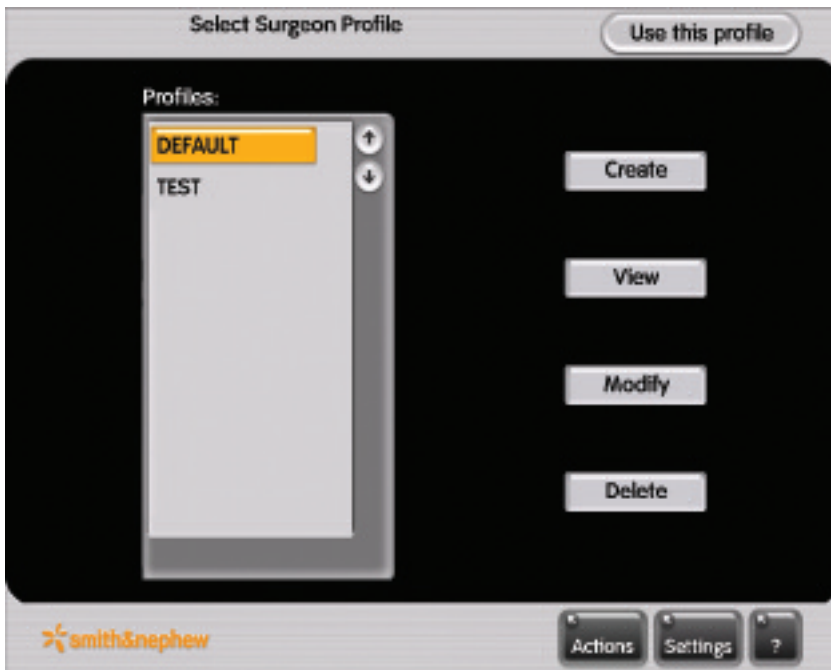 Select Surgeon Profile
Use this profile
Profiles:
DEFAULT
TEST
Create
View
Modify
Delete
smith&nephew
Actions
Settings
?